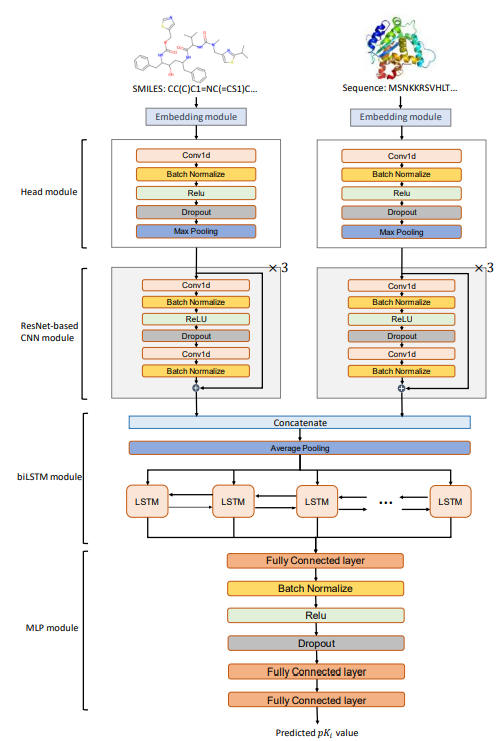 SMILES: CC(C)C1=NC(=CS1)C...
Sequence: MSNKKRSVHLT...
Embedding module
Embedding module
Head module
Conv1d
Batch Normalize
Relu
Dropout
Max Pooling
Conv1d
Batch Normalize
Relu
Dropout
Max Pooling
ResNet-based
CNN module
× 3
Conv1d
Batch Normalize
ReLU
Dropout
Conv1d
Batch Normalize
+
× 3
Conv1d
Batch Normalize
ReLU
Dropout
Conv1d
Batch Normalize
+
biLSTM module
Concatenate
Average Pooling
LSTM
LSTM
LSTM
...
LSTM
MLP module
Fully Connected layer
Batch Normalize
Relu
Dropout
Fully Connected layer
Fully Connected layer
Predicted pKᵢ value